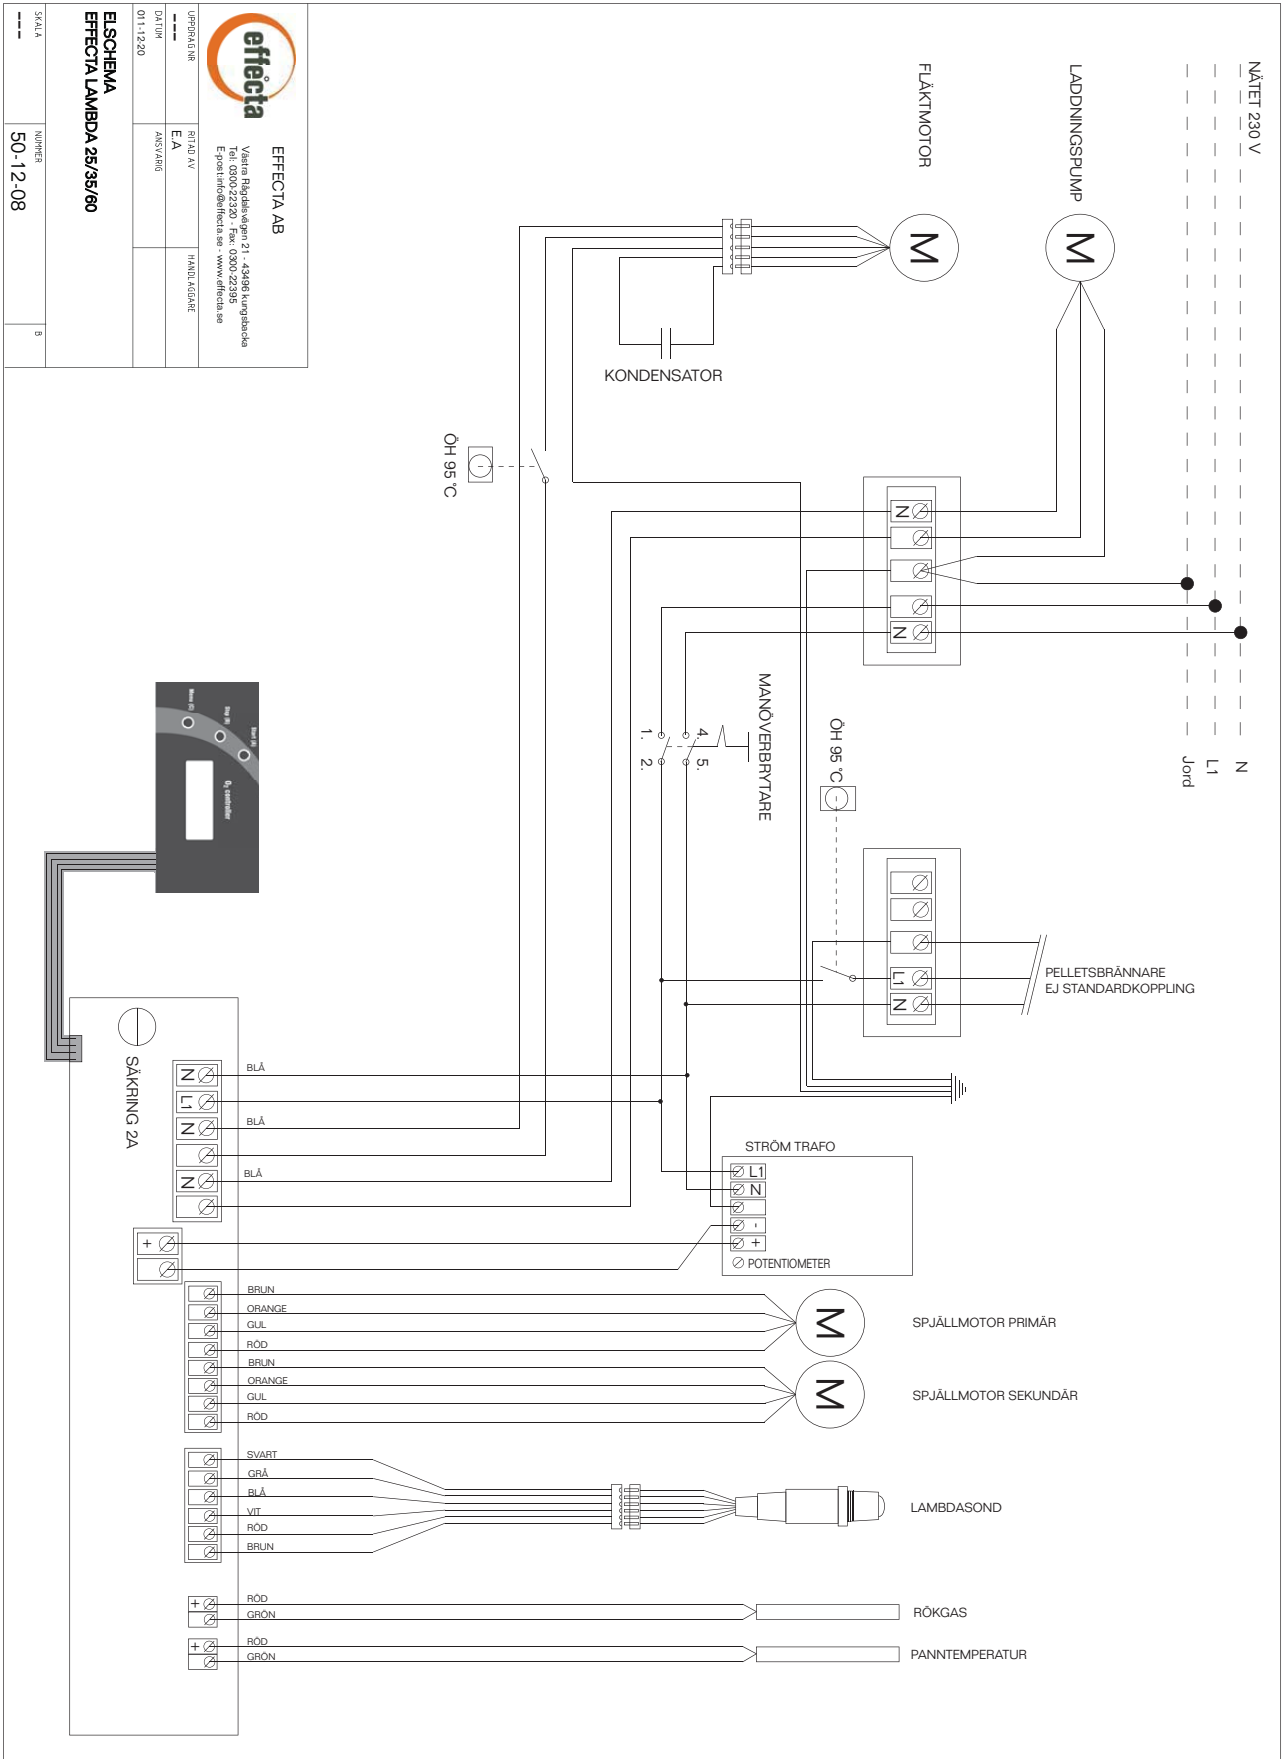 NÄTET 230 V
N
L1
Jord
LADDNINGSPUMP
M
FLÄKTMOTOR
M
KONDENSATOR
ÖH 95 °C
N
N
MANÖVERBRYTARE
4.
5.
1.
2.
ÖH 95 °C
L1
N
PELLETSBRÄNNARE
EJ STANDARDKOPPLING
STRÖM TRAFO
L1
N
-
+
POTENTIOMETER
Start (A)
Stop (B)
Menu (C)
O2 controller
SÄKRING 2A
N
L1
N
N
BLÅ
BLÅ
BLÅ
+
BRUN
ORANGE
GUL
RÖD
BRUN
ORANGE
GUL
RÖD
M
SPJÄLLMOTOR PRIMÄR
M
SPJÄLLMOTOR SEKUNDÄR
SVART
GRÅ
BLÅ
VIT
RÖD
BRUN
LAMBDASOND
+
RÖD
GRÖN
RÖKGAS
+
RÖD
GRÖN
PANNTEMPERATUR
effecta
EFFECTA AB
Västra Rågdalsvägen 21 - 43496 kungsbacka
Tel: 0300-22320 - Fax: 0300-22395
E-post:info@effecta.se - www.effecta.se
UPPDRAG NR
---
RITAD AV
E.A
HANDLÄGGARE
DATUM
011-12-20
ANSVARIG
ELSCHEMA
EFFECTA LAMBDA 25/35/60
SKALA
---
NUMMER
50-12-08
B